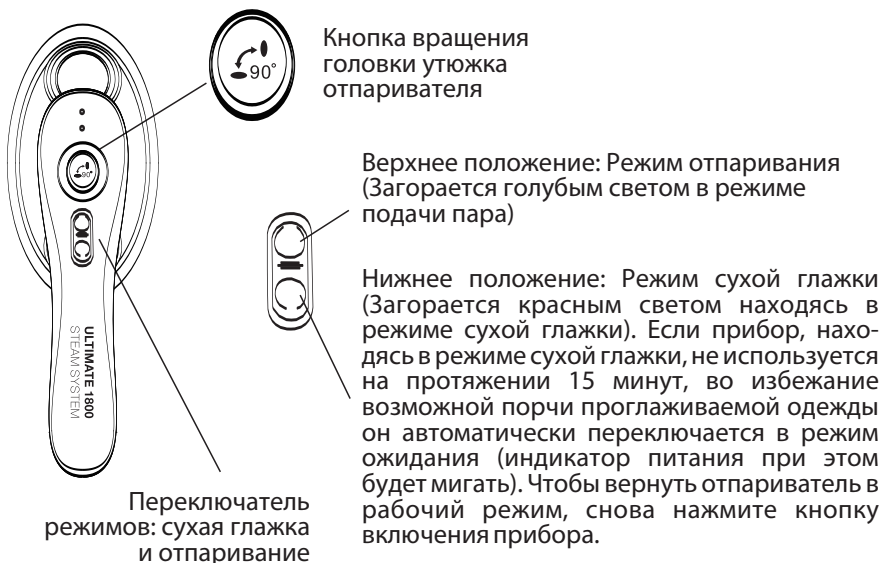 90°
Кнопка вращения
головки утюжка
отпаривателя
90°
Верхнее положение: Режим отпаривания
(Загорается голубым светом в режиме
подачи пара)
Нижнее положение: Режим сухой глажки
(Загорается красным светом находясь в
режиме сухой глажки). Если прибор, нахо-
дясь в режиме сухой глажки, не используется
на протяжении 15 минут, во избежание
возможной порчи проглаживаемой одежды
он автоматически переключается в режим
ожидания (индикатор питания при этом
будет мигать). Чтобы вернуть отпариватель в
рабочий режим, снова нажмите кнопку
включения прибора.
ULTIMATE 1800
STEAM SYSTEM
Переключатель
режимов: сухая глажка
и отпаривание